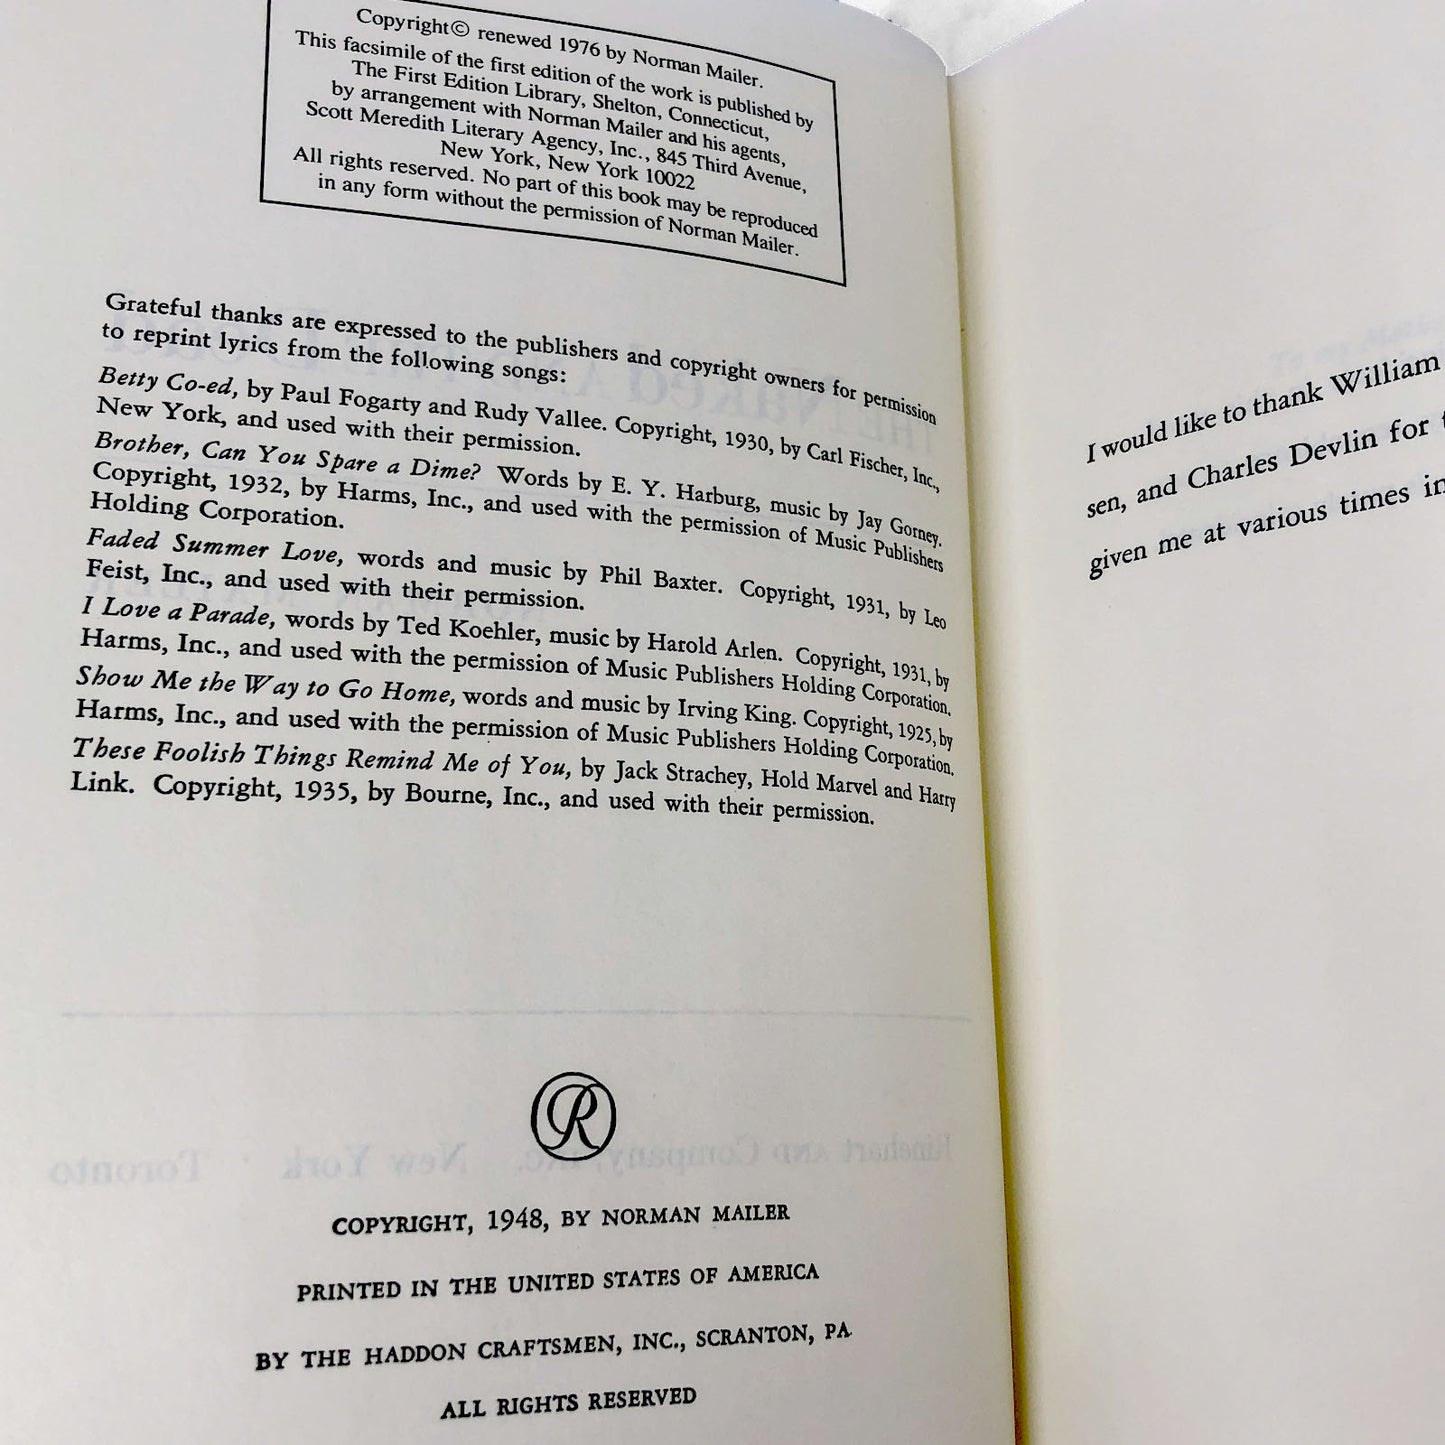 Copyright© renewed 1976 by Norman Mailer.
This facsimile of the first edition of the work is published by
The First Edition Library, Shelton, Connecticut,
by arrangement with Norman Mailer and his agents,
Scott Meredith Literary Agency, Inc., 845 Third Avenue,
New York, New York 10022
All rights reserved. No part of this book may be reproduced
in any form without the permission of Norman Mailer.
Grateful thanks are expressed to the publishers and copyright owners for permission
to reprint lyrics from the following songs:
Betty Co-ed, by Paul Fogarty and Rudy Vallee. Copyright, 1930, by Carl Fischer, Inc.,
New York, and used with their permission.
Brother, Can You Spare a Dime? Words by E. Y. Harburg, music by Jay Gorney.
Copyright, 1932, by Harms, Inc., and used with the permission of Music Publishers
Holding Corporation.
Faded Summer Love, words and music by Phil Baxter. Copyright, 1931, by Leo
Feist, Inc., and used with their permission.
I Love a Parade, words by Ted Koehler, music by Harold Arlen. Copyright, 1931, by
Harms, Inc., and used with the permission of Music Publishers Holding Corporation.
Show Me the Way to Go Home, words and music by Irving King. Copyright, 1925, by
Harms, Inc., and used with the permission of Music Publishers Holding Corporation.
These Foolish Things Remind Me of You, by Jack Strachey, Hold Marvel and Harry
Link. Copyright, 1935, by Bourne, Inc., and used with their permission.
R
COPYRIGHT, 1948, BY NORMAN MAILER
PRINTED IN THE UNITED STATES OF AMERICA
BY THE HADDON CRAFTSMEN, INC., SCRANTON, PA
ALL RIGHTS RESERVED
I would like to thank William
sen, and Charles Devlin for
given me at various times in